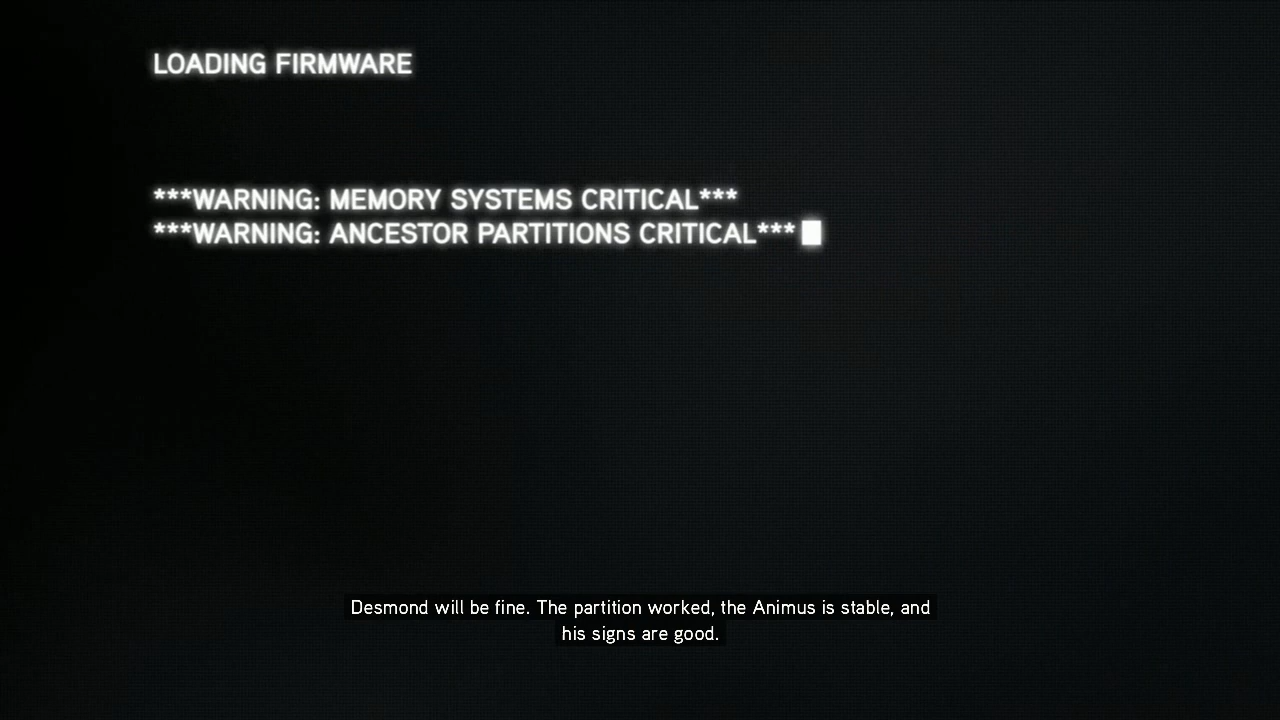 LOADING FIRMWARE
***WARNING: MEMORY SYSTEMS CRITICAL***
***WARNING: ANCESTOR PARTITIONS CRITICAL***
Desmond will be fine. The partition worked, the Animus is stable, and
his signs are good.